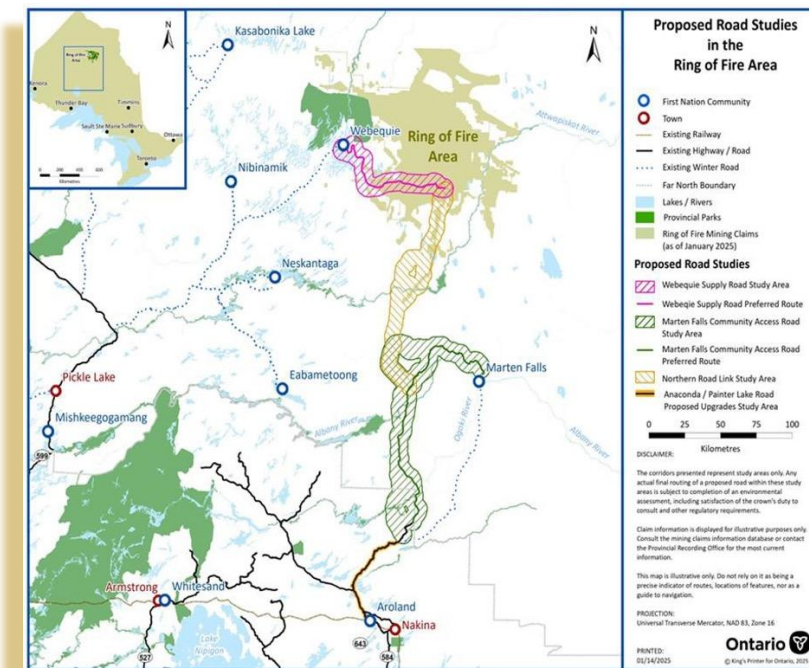 Proposed Road Studies
in the
Ring of Fire Area
First Nation Community
Town
Existing Railway
Existing Highway / Road
Existing Winter Road
Far North Boundary
Lakes / Rivers
Provincial Parks
Ring of Fire Mining Claims
(as of January 2025)
Proposed Road Studies
Webequie Supply Road Study Area
Webeqie Supply Road Preferred Route
Marten Falls Community Access Road
Study Area
Marten Falls Community Access Road
Preferred Route
Northern Road Link Study Area
Anaconda / Painter Lake Road
Proposed Upgrades Study Area
0 25 50 75 100
Kilometres
DISCLAIMER:
The corridors presented represent study areas only. Any
actual final routing of a proposed road within these study
areas is subject to completion of an environmental
assessment, including satisfaction of the crown's duty to
consult and other regulatory requirements.
Claim information is displayed for illustrative purposes only.
Consult the mining claims information database or contact
the Provincial Recording Office for the most current
information.
This map is illustrative only. Do not rely on it as being a
precise indicator of routes, locations of features, nor as a
guide to navigation.
PROJECTION:
Universal Transverse Mercator, NAD 83, Zone 16
PRINTED:
01/14/2025
Ontario
© King's Printer for Ontario, 2025
Ring of Fire
Area
N
Kenora
Thunder Bay
Timmins
Sault Ste Marie
Sudbury
Ottawa
Toronto
Kilometres
Kasabonika Lake
N
Attwapiskat River
Webequie
Ring of Fire
Area
Nibinamik
Neskantaga
Pickle Lake
Eabametoong
Marten Falls
Mishkeegogamang
Albany River
Ogoki River
Albany River
599
Armstrong
Whitesand
Aroland
Nakina
Lake
Nipigon
527
643
584